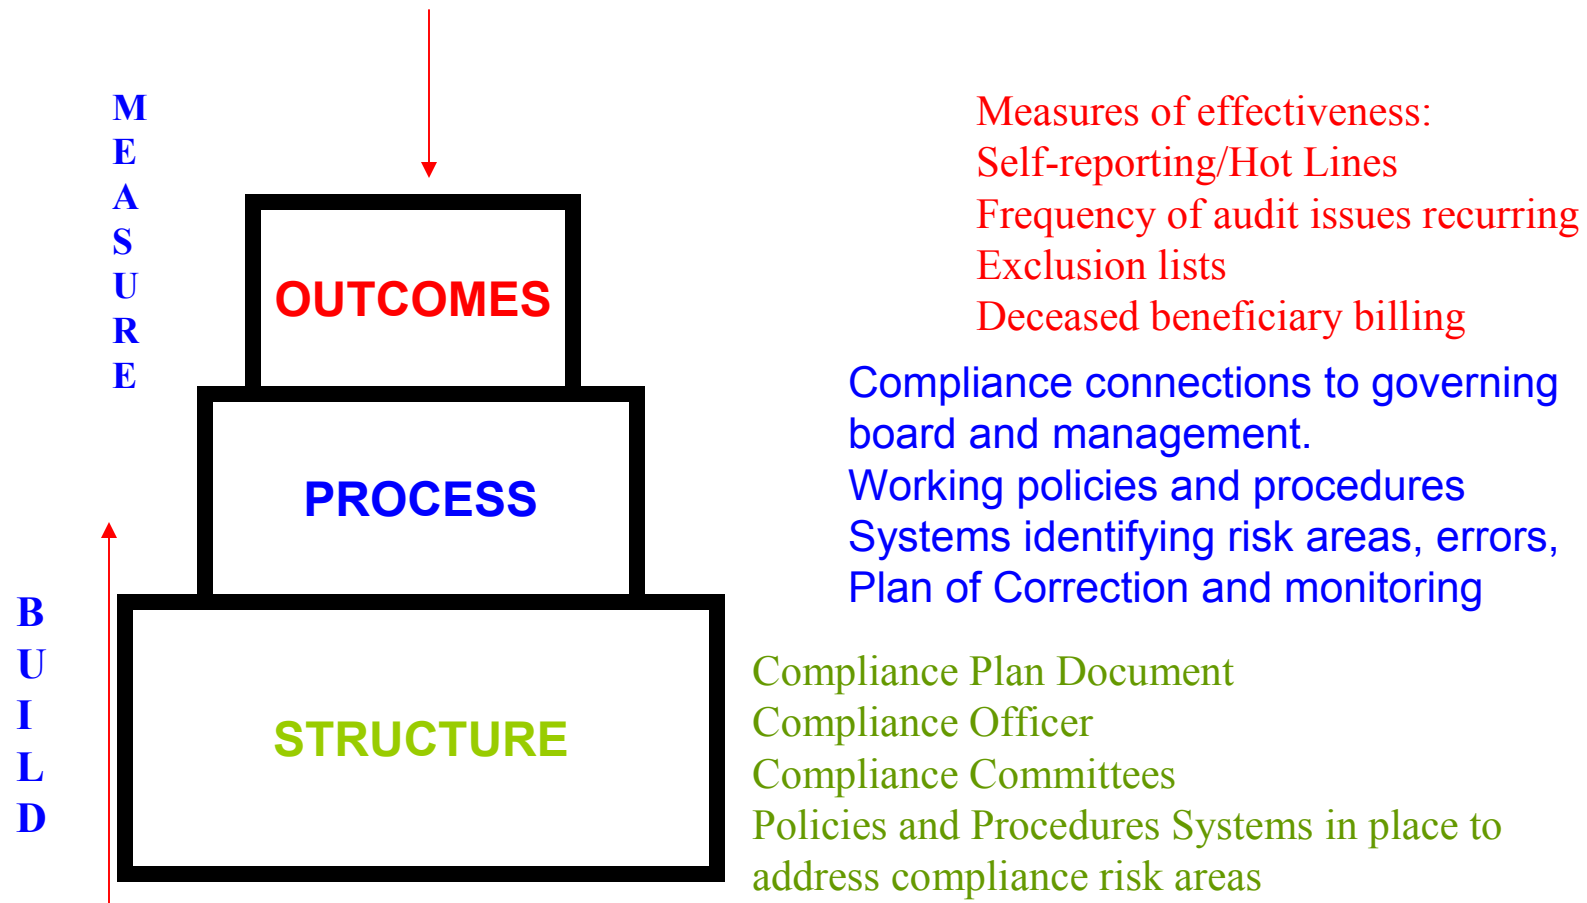 MEASURE
Measures of effectiveness:
Self-reporting/Hot Lines
Frequency of audit issues recurring
Exclusion lists
Deceased beneficiary billing
OUTCOMES
Compliance connections to governing
board and management.
Working policies and procedures
Systems identifying risk areas, errors,
Plan of Correction and monitoring
PROCESS
BUILD
STRUCTURE
Compliance Plan Document
Compliance Officer
Compliance Committees
Policies and Procedures Systems in place to
address compliance risk areas